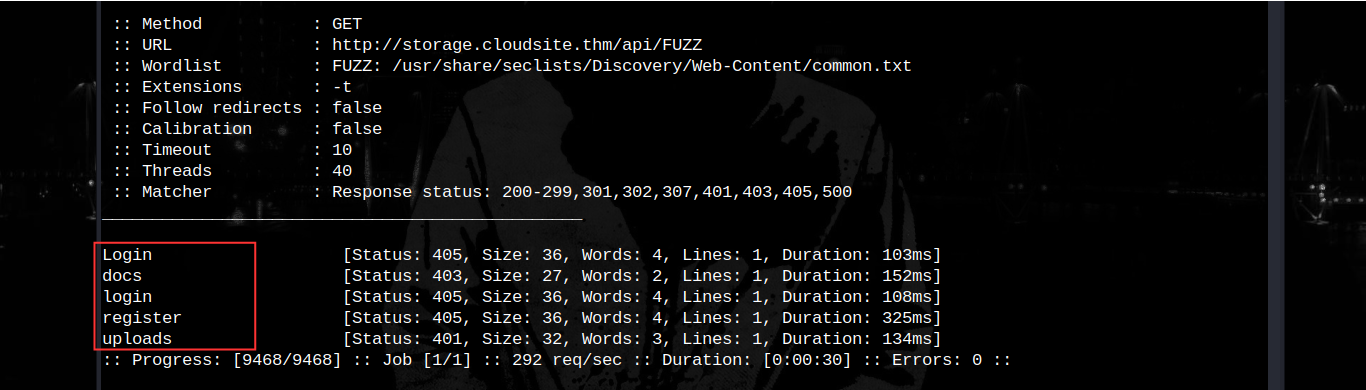 :: Method : GET
:: URL : http://storage.cloudsite.thm/api/FUZZ
:: Wordlist : FUZZ: /usr/share/seclists/Discovery/Web-Content/common.txt
:: Extensions : -t
:: Follow redirects : false
:: Calibration : false
:: Timeout : 10
:: Threads : 40
:: Matcher : Response status: 200-299,301,302,307,401,403,405,500
________________________________________________
Login [Status: 405, Size: 36, Words: 4, Lines: 1, Duration: 103ms]
docs [Status: 403, Size: 27, Words: 2, Lines: 1, Duration: 152ms]
login [Status: 405, Size: 36, Words: 4, Lines: 1, Duration: 108ms]
register [Status: 405, Size: 36, Words: 4, Lines: 1, Duration: 325ms]
uploads [Status: 401, Size: 32, Words: 3, Lines: 1, Duration: 134ms]
:: Progress: [9468/9468] :: Job [1/1] :: 292 req/sec :: Duration: [0:00:30] :: Errors: 0 ::